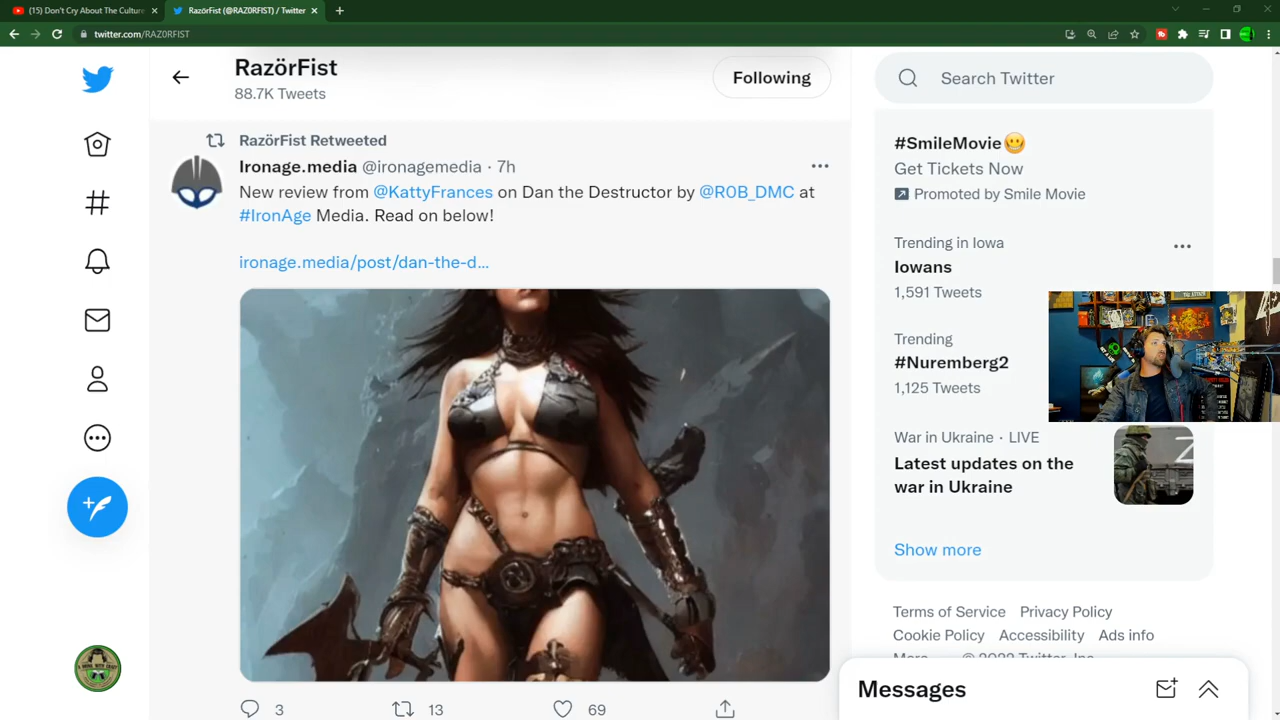 (15) Don't Cry About The Culture
RazörFist (@RAZ0RFIST) / Twitter
twitter.com/RAZ0RFIST
RazörFist
88.7K Tweets
Following
Search Twitter
RazörFist Retweeted
Ironage.media @ironagemedia · 7h
New review from @KattyFrances on Dan the Destructor by @R0B_DMC at
#IronAge Media. Read on below!
ironage.media/post/dan-the-d...
3
13
69
#SmileMovie
Get Tickets Now
Promoted by Smile Movie
Trending in Iowa
Iowans
1,591 Tweets
Trending
#Nuremberg2
1,125 Tweets
War in Ukraine · LIVE
Latest updates on the
war in Ukraine
Show more
Terms of Service Privacy Policy
Cookie Policy Accessibility Ads info
More © 2022 Twitter, Inc.
Messages